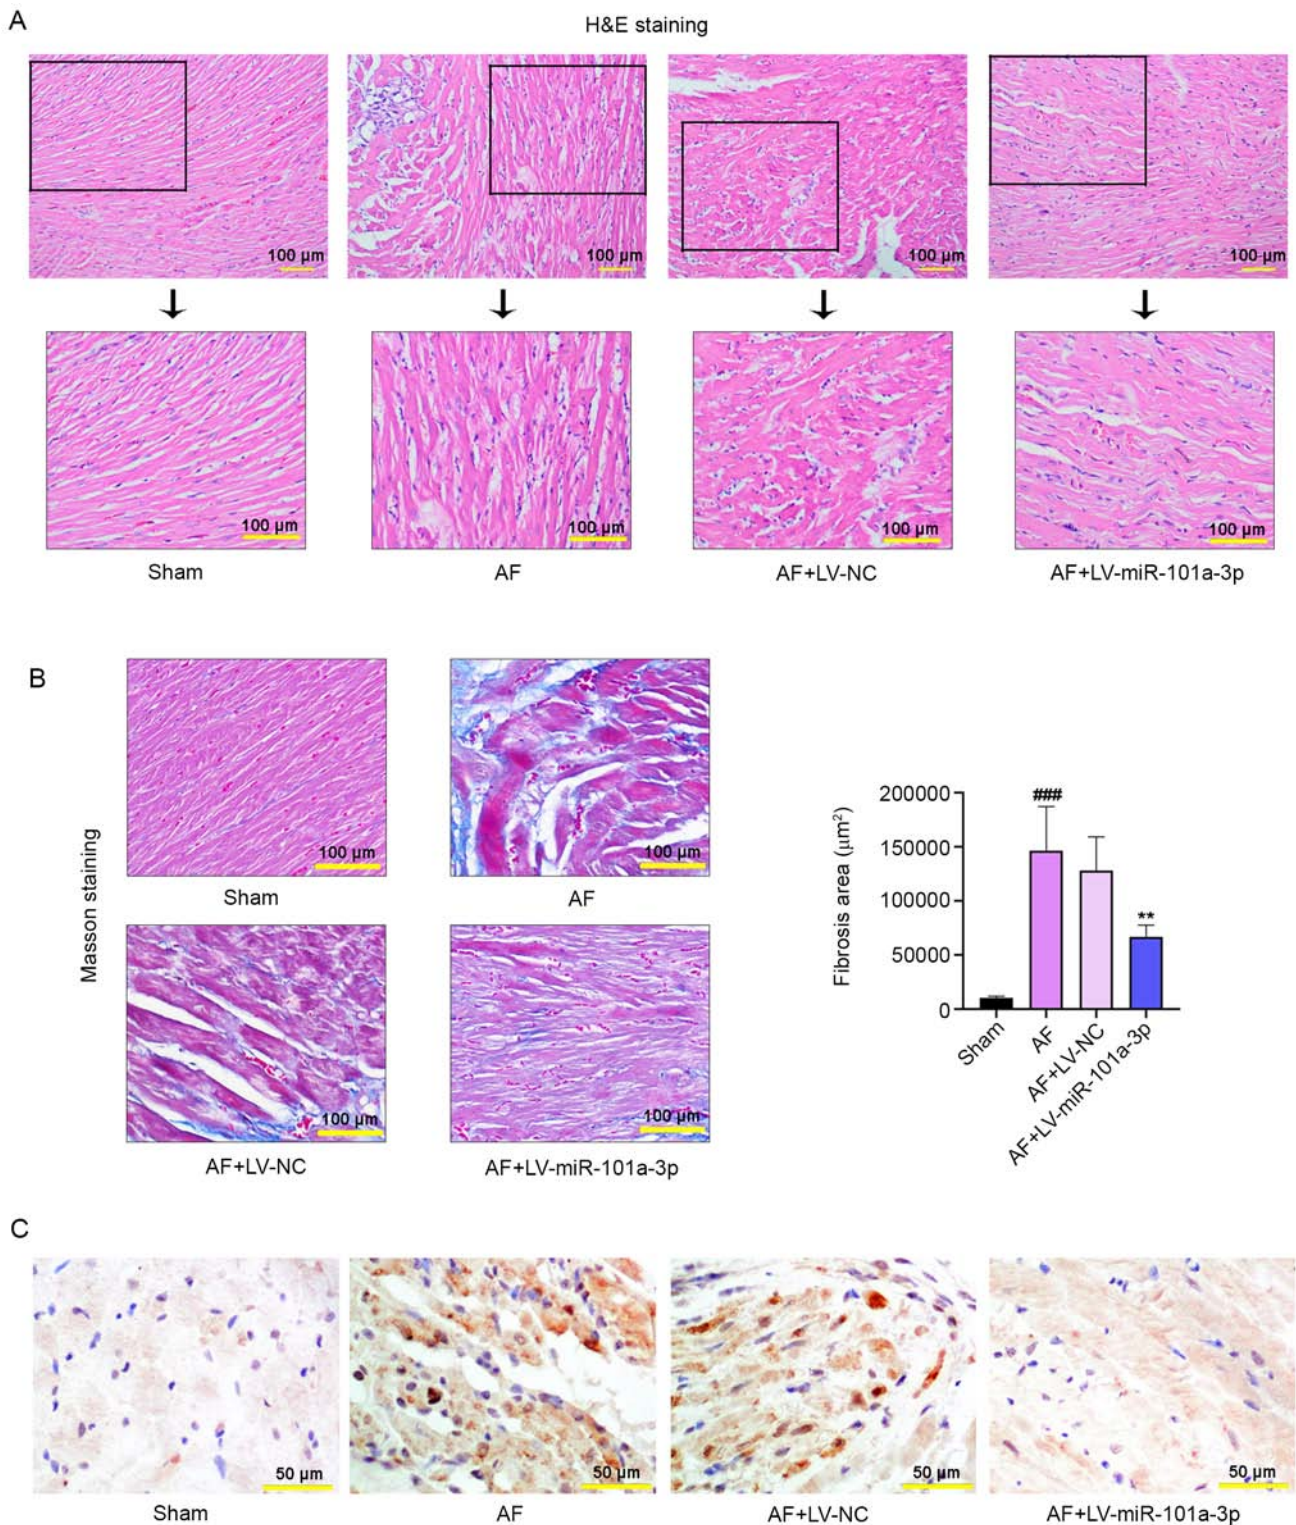 A
H&E staining
100 µm
100 µm
100 µm
100 µm
100 µm
100 µm
100 µm
100 µm
Sham
AF
AF+LV-NC
AF+LV-miR-101a-3p
B
Masson staining
100 µm
100 µm
Sham
AF
100 µm
100 µm
AF+LV-NC
AF+LV-miR-101a-3p
Fibrosis area (µm²)
200000
150000
100000
50000
0
###
**
Sham
AF
AF+LV-NC
AF+LV-miR-101a-3p
C
50 µm
50 µm
50 µm
50 µm
Sham
AF
AF+LV-NC
AF+LV-miR-101a-3p